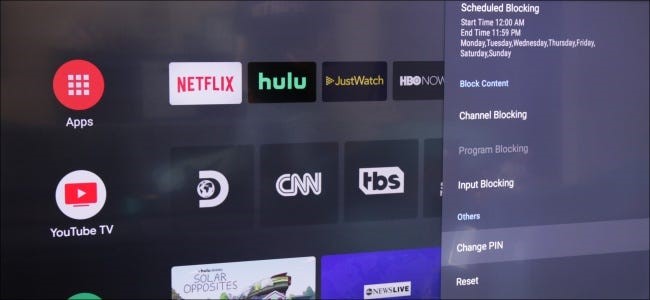 Apps
NETFLIX
hulu
JustWatch
HBO NOW
YouTube TV
D
CNN
tbs
a hulu
SOLAR
OPPOSITES
abc NEWS LIVE
Scheduled Blocking
Start Time 12:00 AM
End Time 11:59 PM
Monday,Tuesday,Wednesday,Thursday,Friday,
Saturday,Sunday
Block Content
Channel Blocking
Program Blocking
Input Blocking
Others
Change PIN
Reset